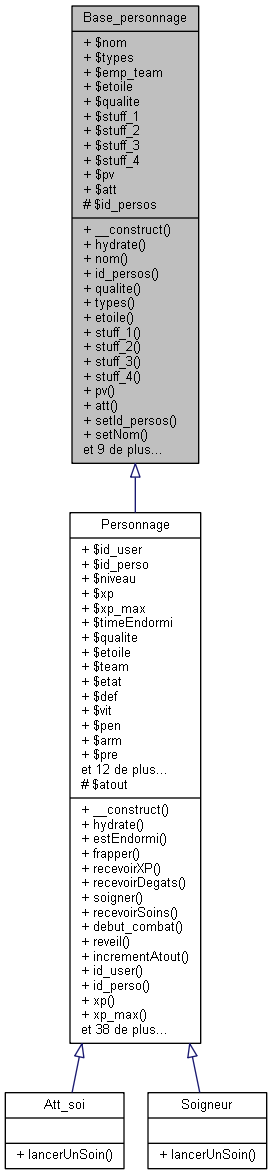 Base_personnage
+ $nom
+ $types
+ $emp_team
+ $etoile
+ $qualite
+ $stuff_1
+ $stuff_2
+ $stuff_3
+ $stuff_4
+ $pv
+ $att
# $id_persos
+ __construct()
+ hydrate()
+ nom()
+ id_persos()
+ qualite()
+ types()
+ etoile()
+ stuff_1()
+ stuff_2()
+ stuff_3()
+ stuff_4()
+ pv()
+ att()
+ setId_persos()
+ setNom()
et 9 de plus...
Personnage
+ $id_user
+ $id_perso
+ $niveau
+ $xp
+ $xp_max
+ $timeEndormi
+ $qualite
+ $etoile
+ $team
+ $etat
+ $def
+ $vit
+ $pen
+ $arm
+ $pre
et 12 de plus...
# $atout
+ __construct()
+ hydrate()
+ estEndormi()
+ frapper()
+ recevoirXP()
+ recevoirDegats()
+ soigner()
+ recevoirSoins()
+ debut_combat()
+ reveil()
+ incrementAtout()
+ id_user()
+ id_perso()
+ xp()
+ xp_max()
et 38 de plus...
Att_soi
+ lancerUnSoin()
Soigneur
+ lancerUnSoin()